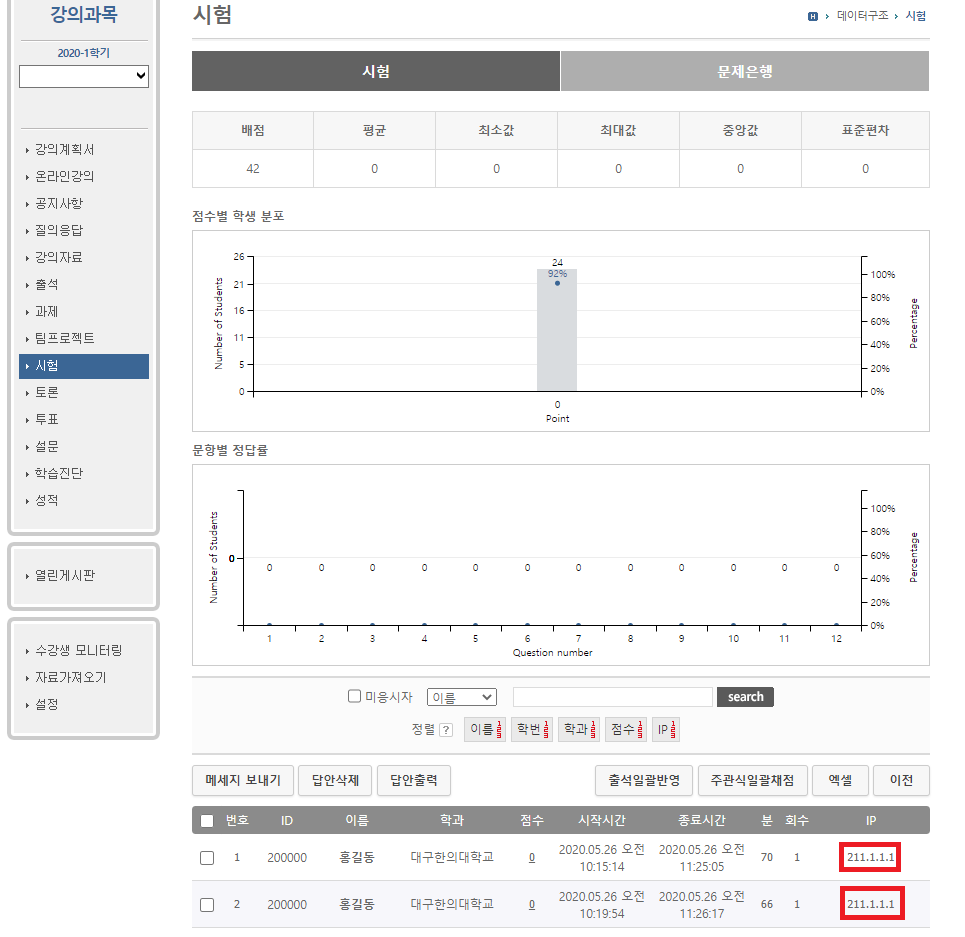 강의과목
2020-1학기
강의계획서
온라인강의
공지사항
질의응답
강의자료
출석
과제
팀프로젝트
시험
토론
투표
설문
학습진단
성적
열린게시판
수강생 모니터링
자료가져오기
설정
시험
H › 데이터구조 › 시험
시험 문제은행
배점 평균 최소값 최대값 중앙값 표준편차
42 0 0 0 0 0
점수별 학생 분포
Number of Students
26
21
16
11
5
0
24
92%
0
Point
100%
80%
60%
40%
20%
0%
Percentage
문항별 정답률
Number of Students
0
0 0 0 0 0 0 0 0 0 0 0 0
1 2 3 4 5 6 7 8 9 10 11 12
Question number
100%
80%
60%
40%
20%
0%
Percentage
미응시자 이름 search
정렬 ? 이름 학번 학과 점수 IP
메세지 보내기 답안삭제 답안출력 출석일괄반영 주관식일괄채점 엑셀 이전
번호 ID 이름 학과 점수 시작시간 종료시간 분 회수 IP
1 200000 홍길동 대구한의대학교 0 2020.05.26 오전 10:15:14 2020.05.26 오전 11:25:05 70 1 211.1.1.1
2 200000 홍길동 대구한의대학교 0 2020.05.26 오전 10:19:54 2020.05.26 오전 11:26:17 66 1 211.1.1.1